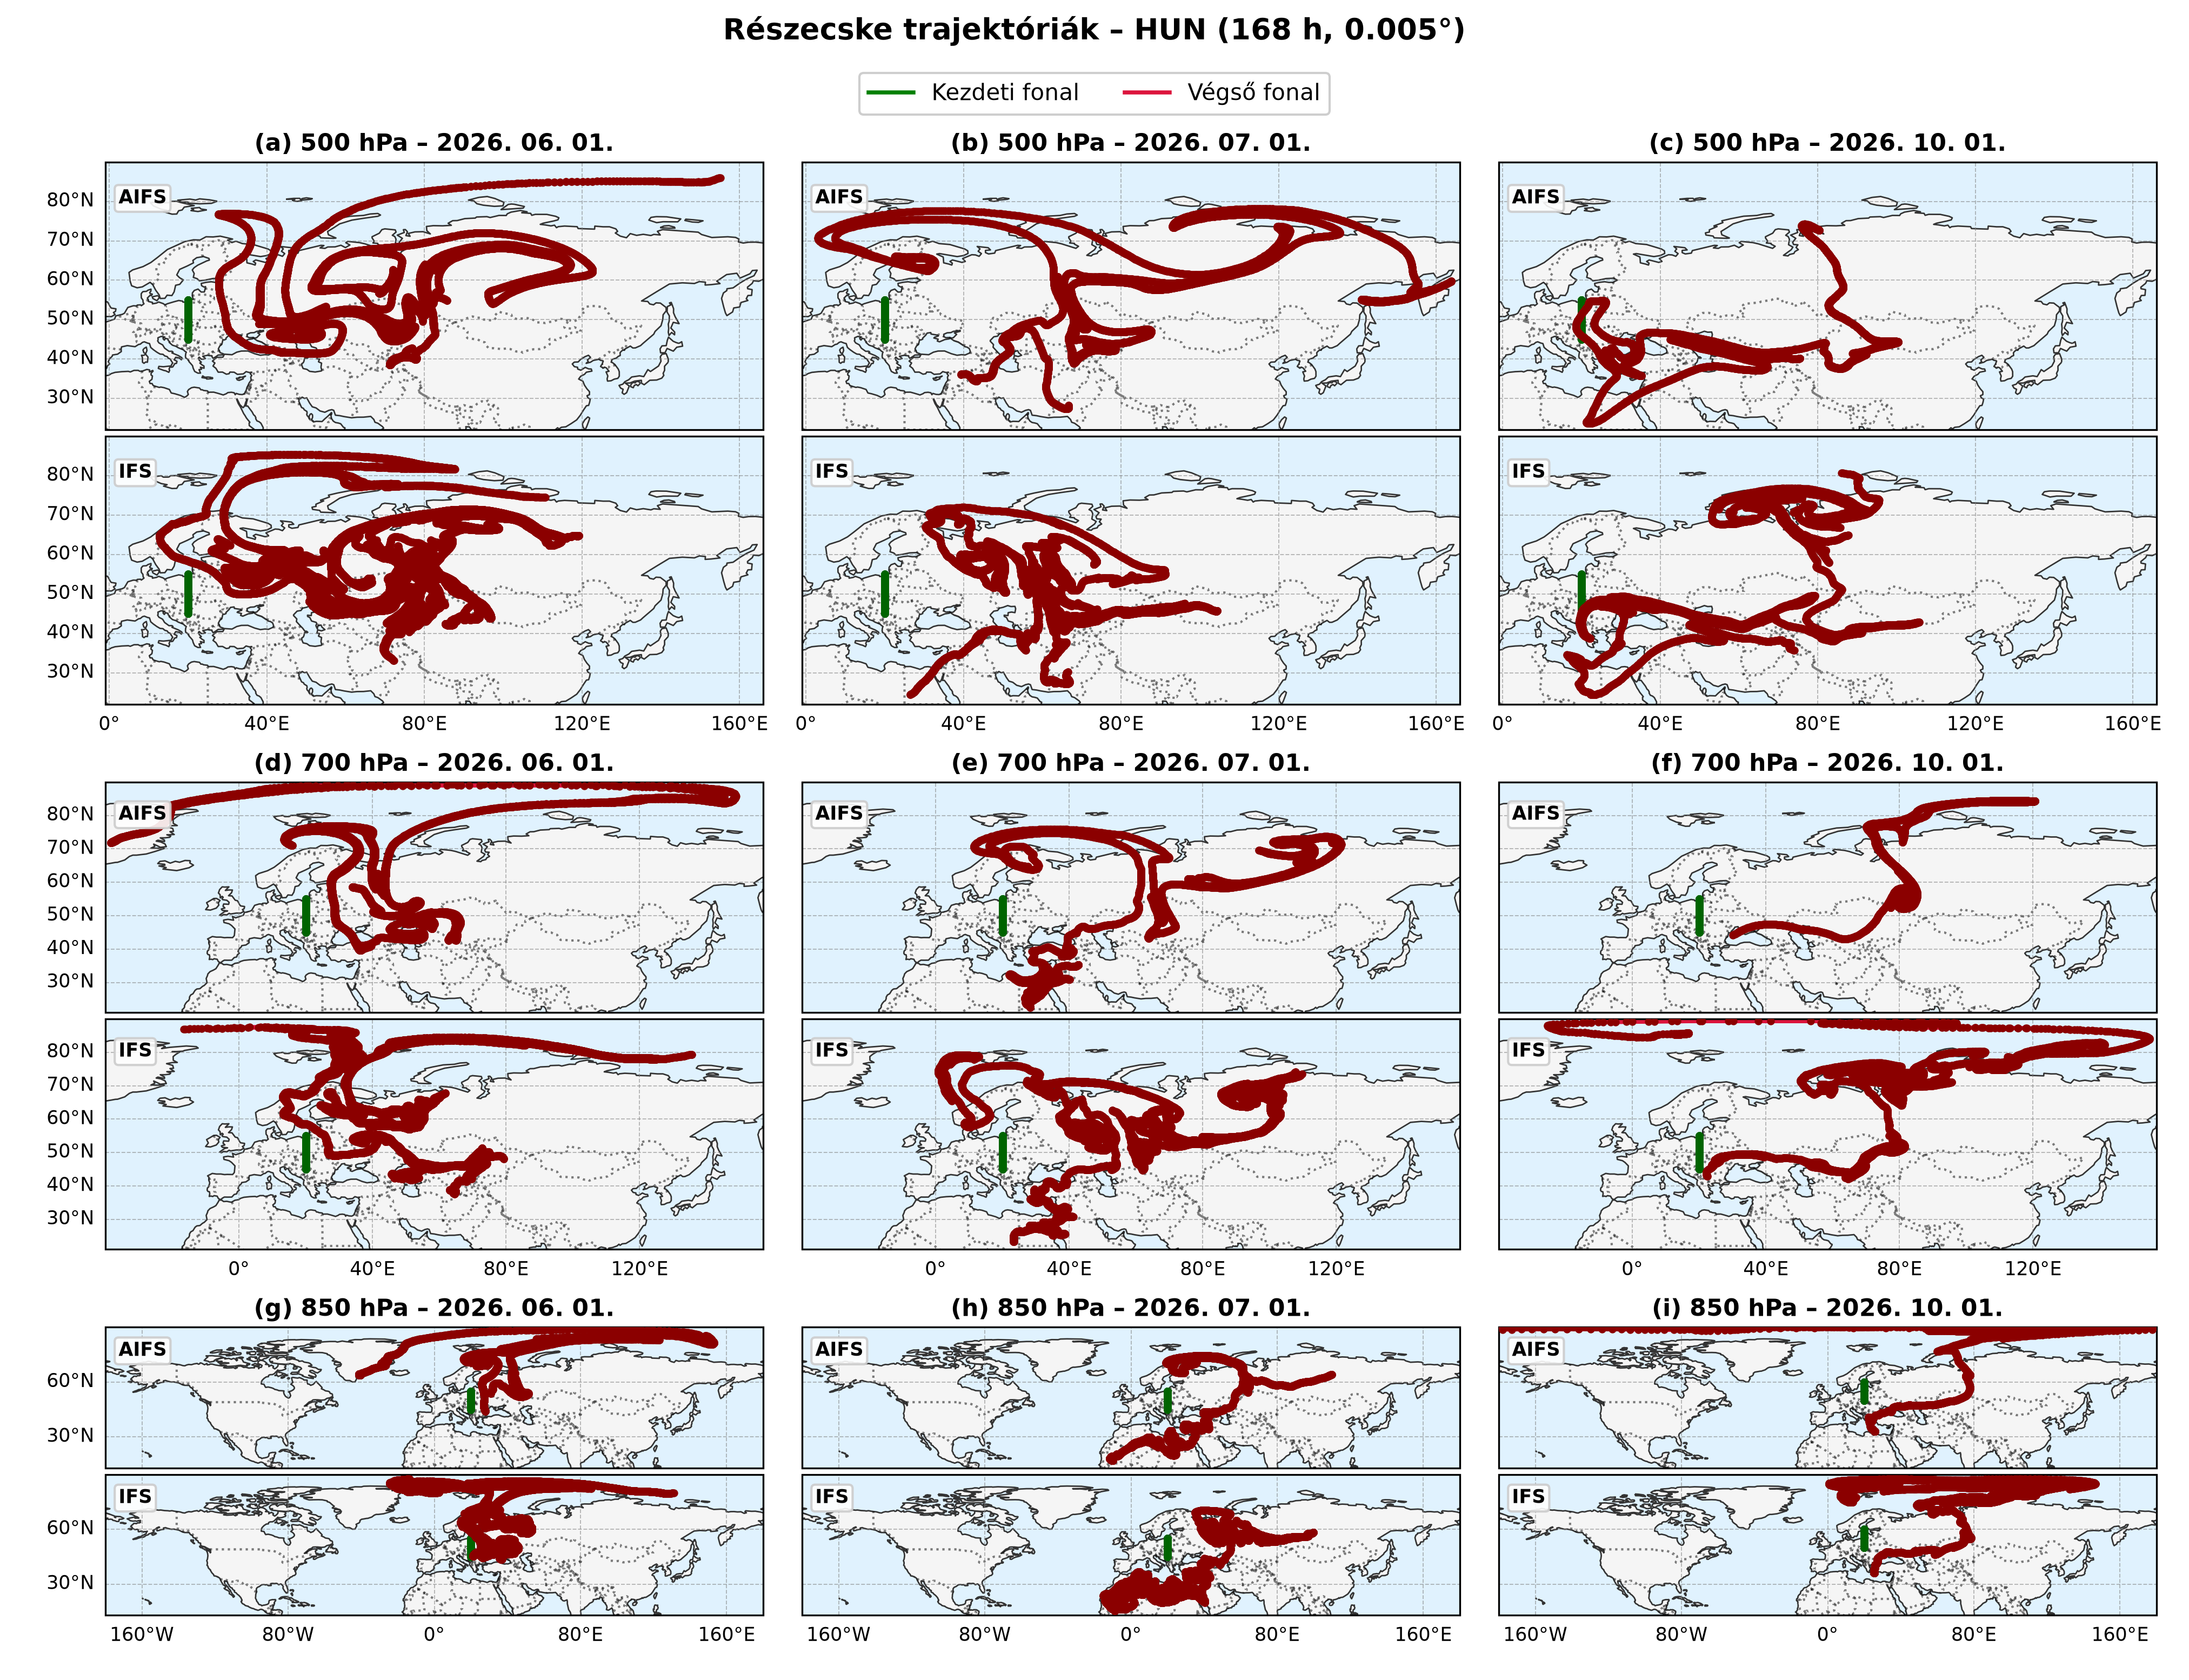 Részecske trajektóriák – HUN (168 h, 0.005°)
Kezdeti fonal Végső fonal
(a) 500 hPa – 2026. 06. 01. (b) 500 hPa – 2026. 07. 01. (c) 500 hPa – 2026. 10. 01.
AIFS AIFS AIFS
80°N
70°N
60°N
50°N
40°N
30°N
IFS IFS IFS
80°N
70°N
60°N
50°N
40°N
30°N
0° 40°E 80°E 120°E 160°E 0° 40°E 80°E 120°E 160°E 0° 40°E 80°E 120°E 160°E
(d) 700 hPa – 2026. 06. 01. (e) 700 hPa – 2026. 07. 01. (f) 700 hPa – 2026. 10. 01.
AIFS AIFS AIFS
80°N
70°N
60°N
50°N
40°N
30°N
IFS IFS IFS
80°N
70°N
60°N
50°N
40°N
30°N
0° 40°E 80°E 120°E 0° 40°E 80°E 120°E 0° 40°E 80°E 120°E
(g) 850 hPa – 2026. 06. 01. (h) 850 hPa – 2026. 07. 01. (i) 850 hPa – 2026. 10. 01.
AIFS AIFS AIFS
60°N
30°N
IFS IFS IFS
60°N
30°N
160°W 80°W 0° 80°E 160°E 160°W 80°W 0° 80°E 160°E 160°W 80°W 0° 80°E 160°E